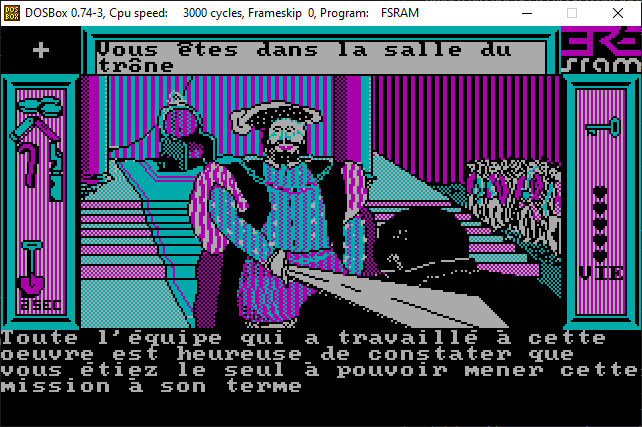 DOSBox 0.74-3, Cpu speed: 3000 cycles, Frameskip 0, Program: FSRAM
Vous êtes dans la salle du
trône
ERE
sram
VIE
Toute l'équipe qui a travaillé à cette
oeuvre est heureuse de constater que
vous étiez le seul à pouvoir mener cette
mission à son terme